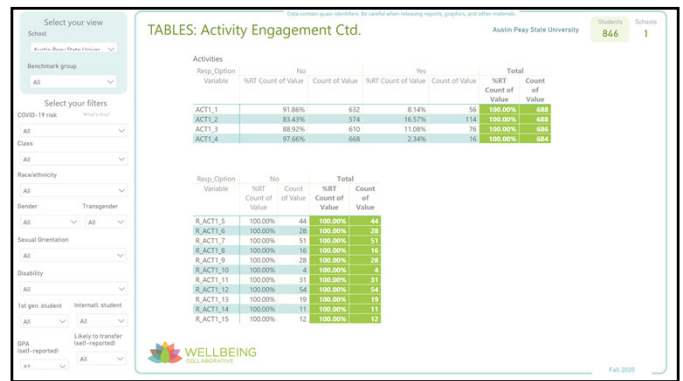 Data contain quasi-identifiers. Be careful when releasing reports, graphics, and other materials.
Select your view
School
Austin Peay State Univer
Benchmark group
All
Select your filters
COVID-19 risk What's this?
All
Class
All
Race/ethnicity
All
Gender Transgender
All All
Sexual Orientation
All
Disability
All
1st gen. student Internatl. student
All All
GPA (self-reported) Likely to transfer (self-reported)
All All
TABLES: Activity Engagement Ctd.
Austin Peay State University
Students Schools
846 1
Activities
Resp_Option No Yes Total
Variable %RT Count of Value Count of Value %RT Count of Value Count of Value %RT Count of Value Count of Value
ACT1_1 91.86% 632 8.14% 56 100.00% 688
ACT1_2 83.43% 574 16.57% 114 100.00% 688
ACT1_3 88.92% 610 11.08% 76 100.00% 686
ACT1_4 97.66% 668 2.34% 16 100.00% 684
Resp_Option No Total
Variable %RT Count of Value Count of Value %RT Count of Value Count of Value
R_ACT1_5 100.00% 44 100.00% 44
R_ACT1_6 100.00% 28 100.00% 28
R_ACT1_7 100.00% 51 100.00% 51
R_ACT1_8 100.00% 16 100.00% 16
R_ACT1_9 100.00% 28 100.00% 28
R_ACT1_10 100.00% 4 100.00% 4
R_ACT1_11 100.00% 31 100.00% 31
R_ACT1_12 100.00% 54 100.00% 54
R_ACT1_13 100.00% 19 100.00% 19
R_ACT1_14 100.00% 11 100.00% 11
R_ACT1_15 100.00% 12 100.00% 12
WELLBEING
COLLABORATIVE
Fall 2020